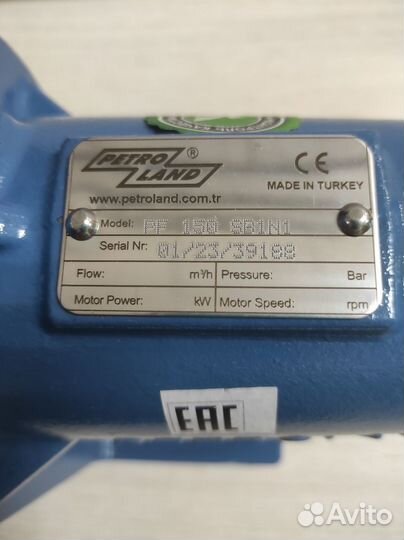 PETRO ®
LAND
CE
www.petroland.com.tr
MADE IN TURKEY
Model: PF 150 SB1N1
Serial Nr: 01/23/39188
Flow: m³/h Pressure: Bar
Motor Power: kW Motor Speed: rpm
EAC
Avito